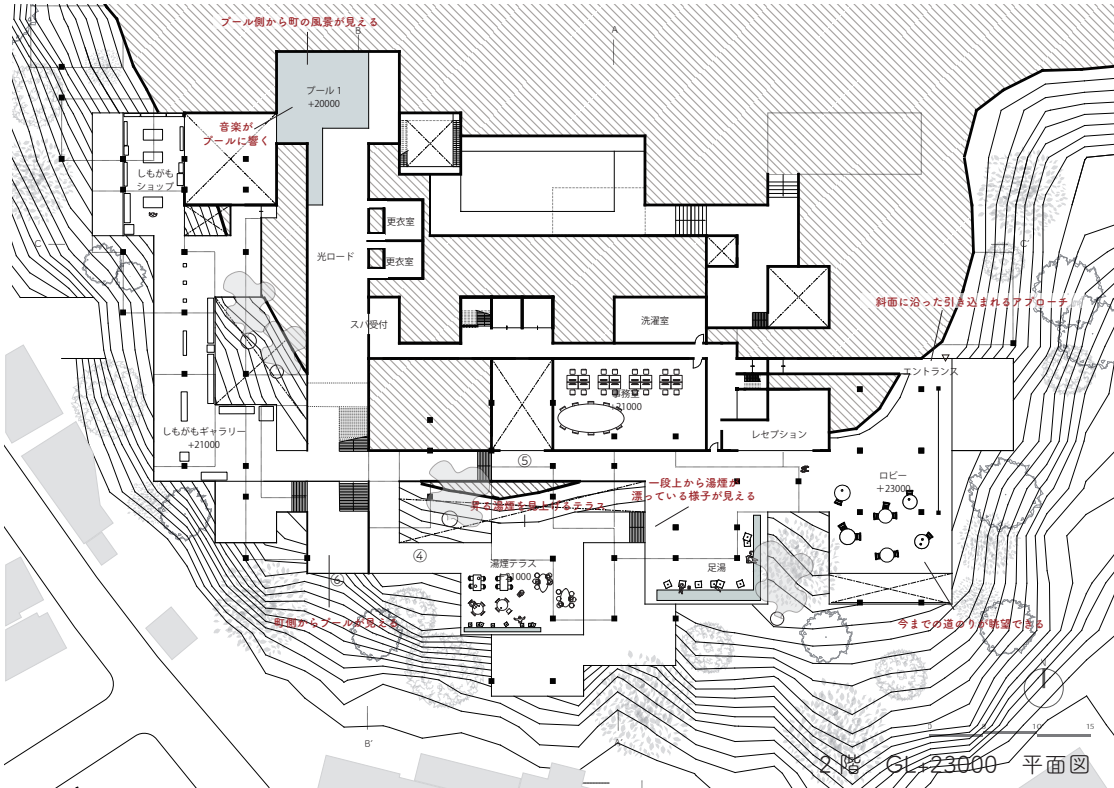 プール側から町の風景が見える
B
A
プール 1
+20000
音楽が
プールに響く
しもがも
ショップ
更衣室
光ロード
更衣室
C
C'
斜面に沿った引き込まれるアプローチ
スパ受付
洗濯室
エントランス
事務室
+21000
しもがもギャラリー
+21000
レセプション
⑤
ロビー
+23000
一段上から湯煙が
漂っている様子が見える
昇る湯煙を見上げるテラス
④
湯煙テラス
足湯
⑥
町側からプールが見える
今までの道のりが眺望できる
N
0
5
10
15
B'
A'
2階 GL+23000 平面図